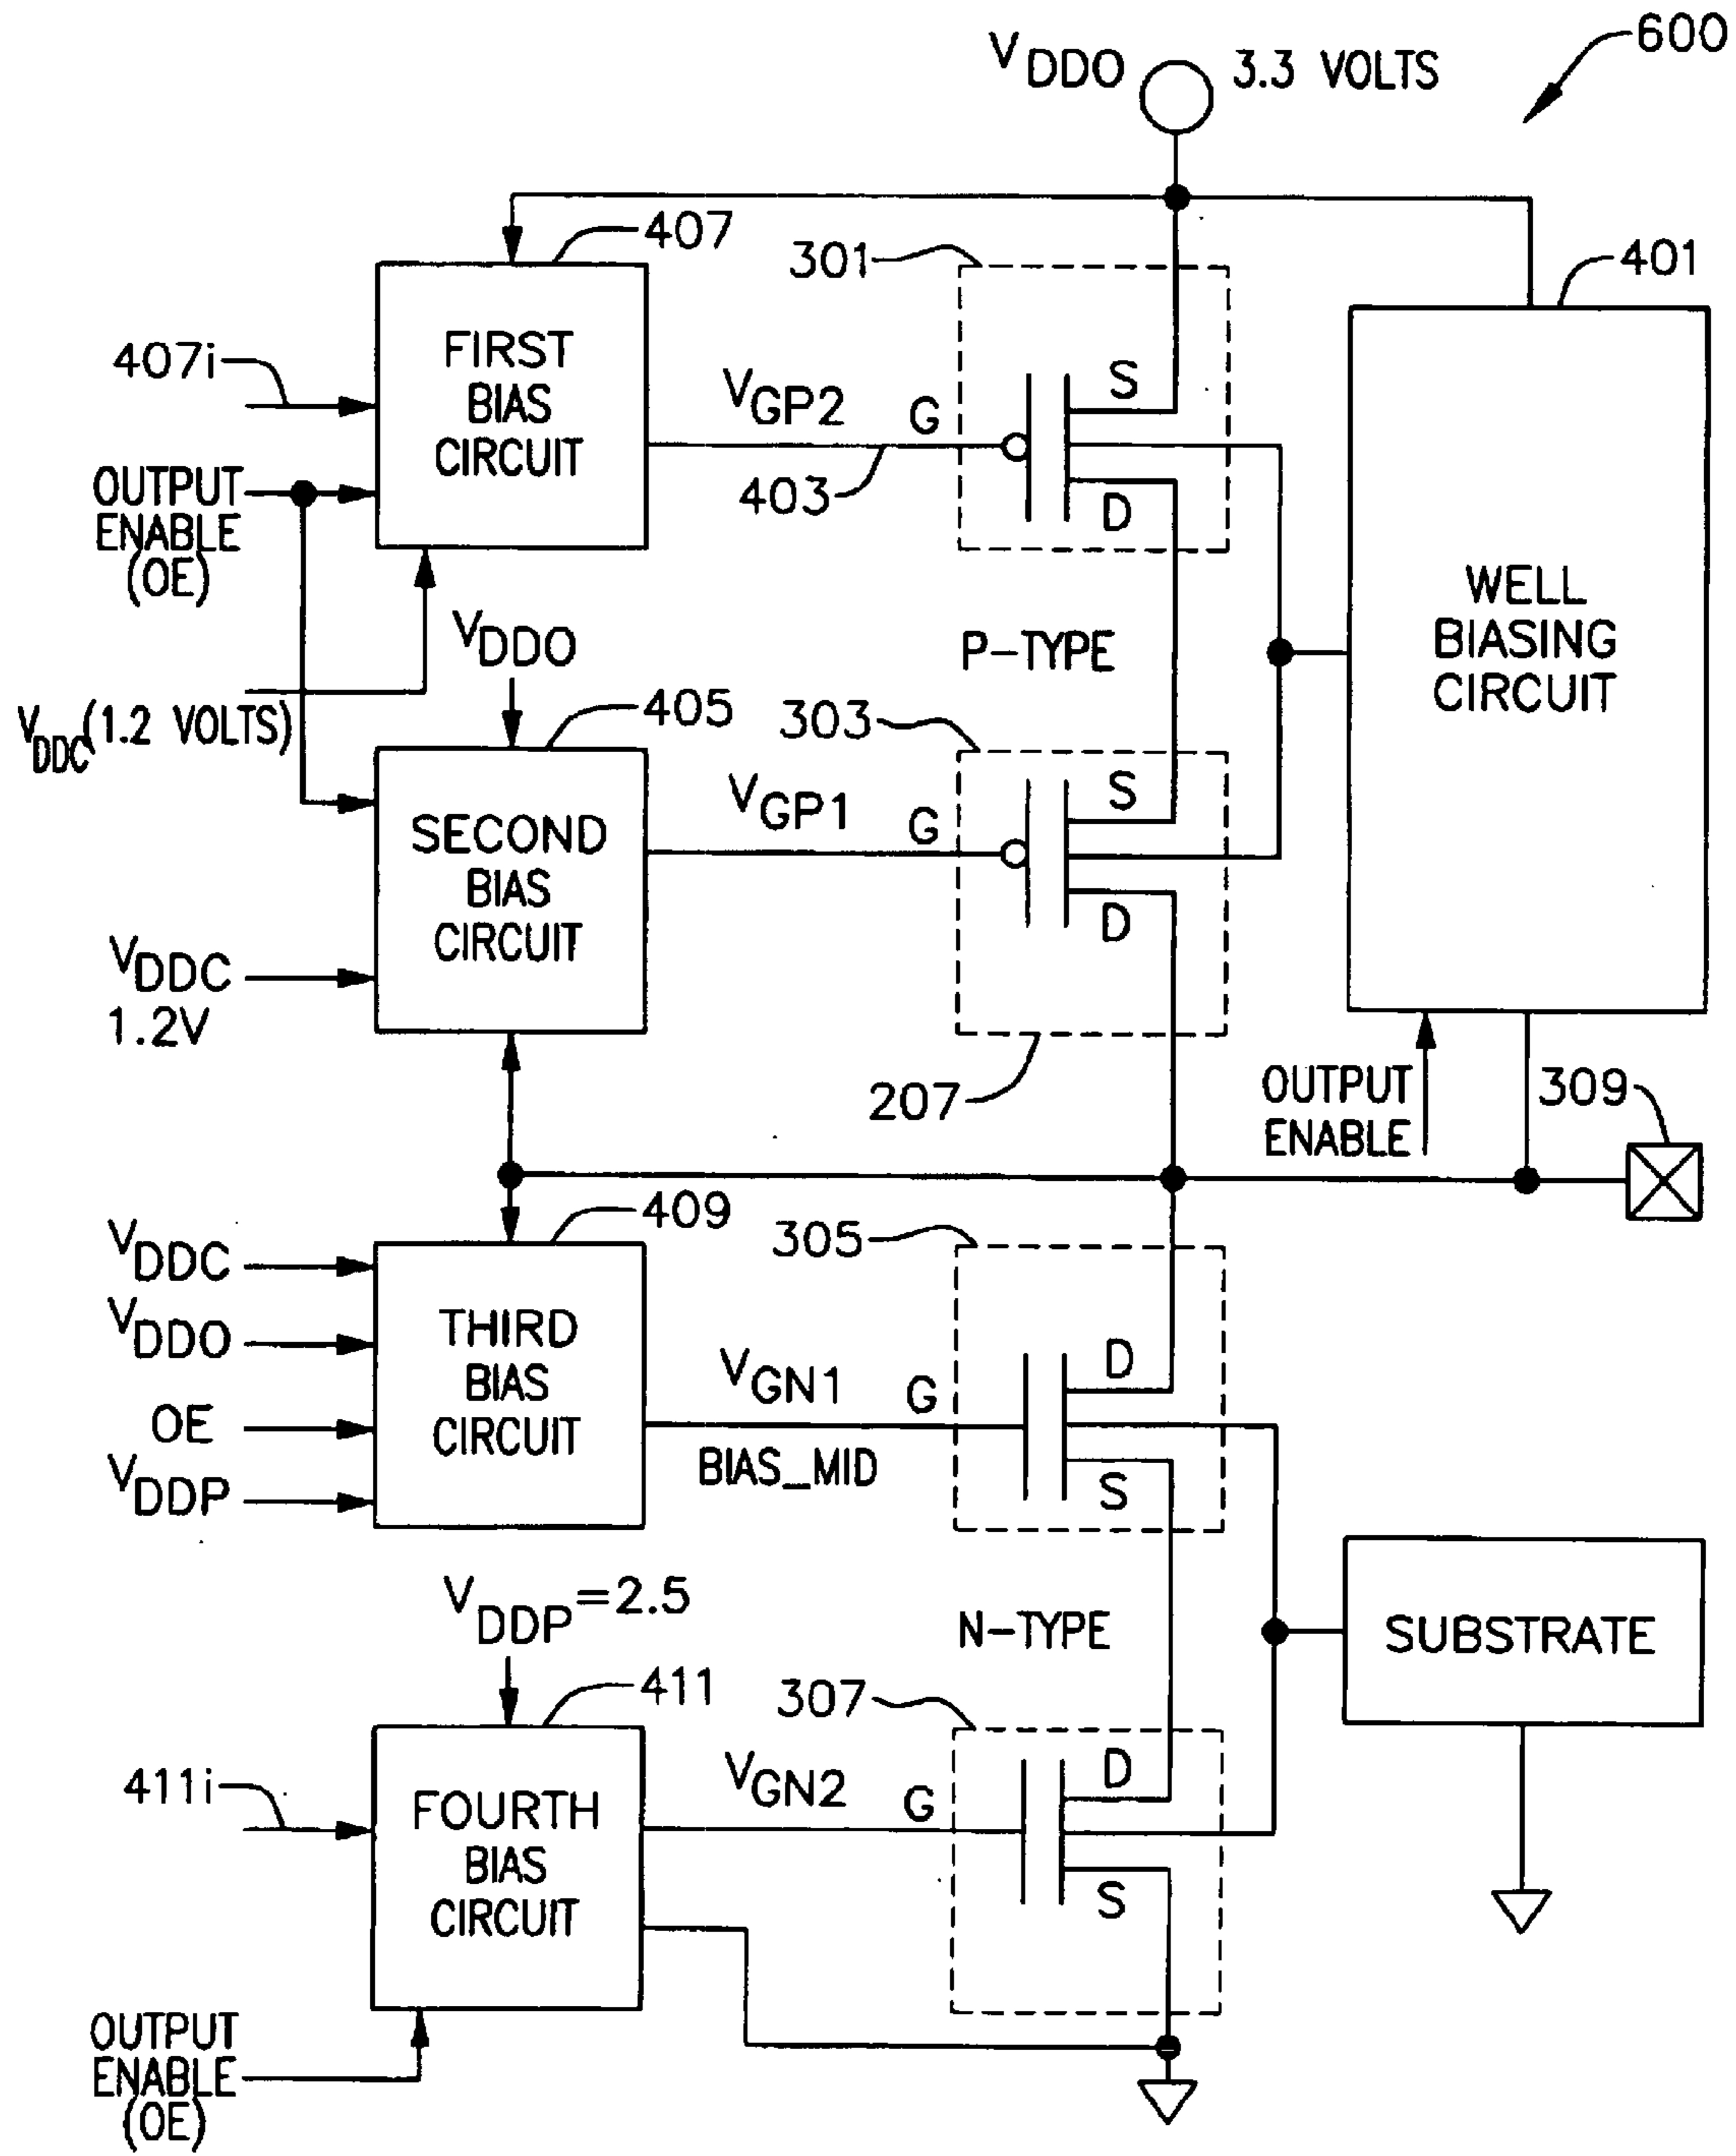 600
VDDO 3.3 VOLTS
407
301
401
FIRST
BIAS
CIRCUIT
407i
VGP2
G
S
D
403
OUTPUT
ENABLE
(OE)
WELL
BIASING
CIRCUIT
VDDO
P-TYPE
VDDC(1.2 VOLTS)
405
303
SECOND
BIAS
CIRCUIT
VGP1
G
S
D
VDDC
1.2V
207
OUTPUT
ENABLE
309
409
305
VDDC
VDDO
OE
VDDP
THIRD
BIAS
CIRCUIT
VGN1
BIAS_MID
G
D
S
VDDP=2.5
N-TYPE
SUBSTRATE
411
307
411i
FOURTH
BIAS
CIRCUIT
VGN2
G
D
S
OUTPUT
ENABLE
(OE)